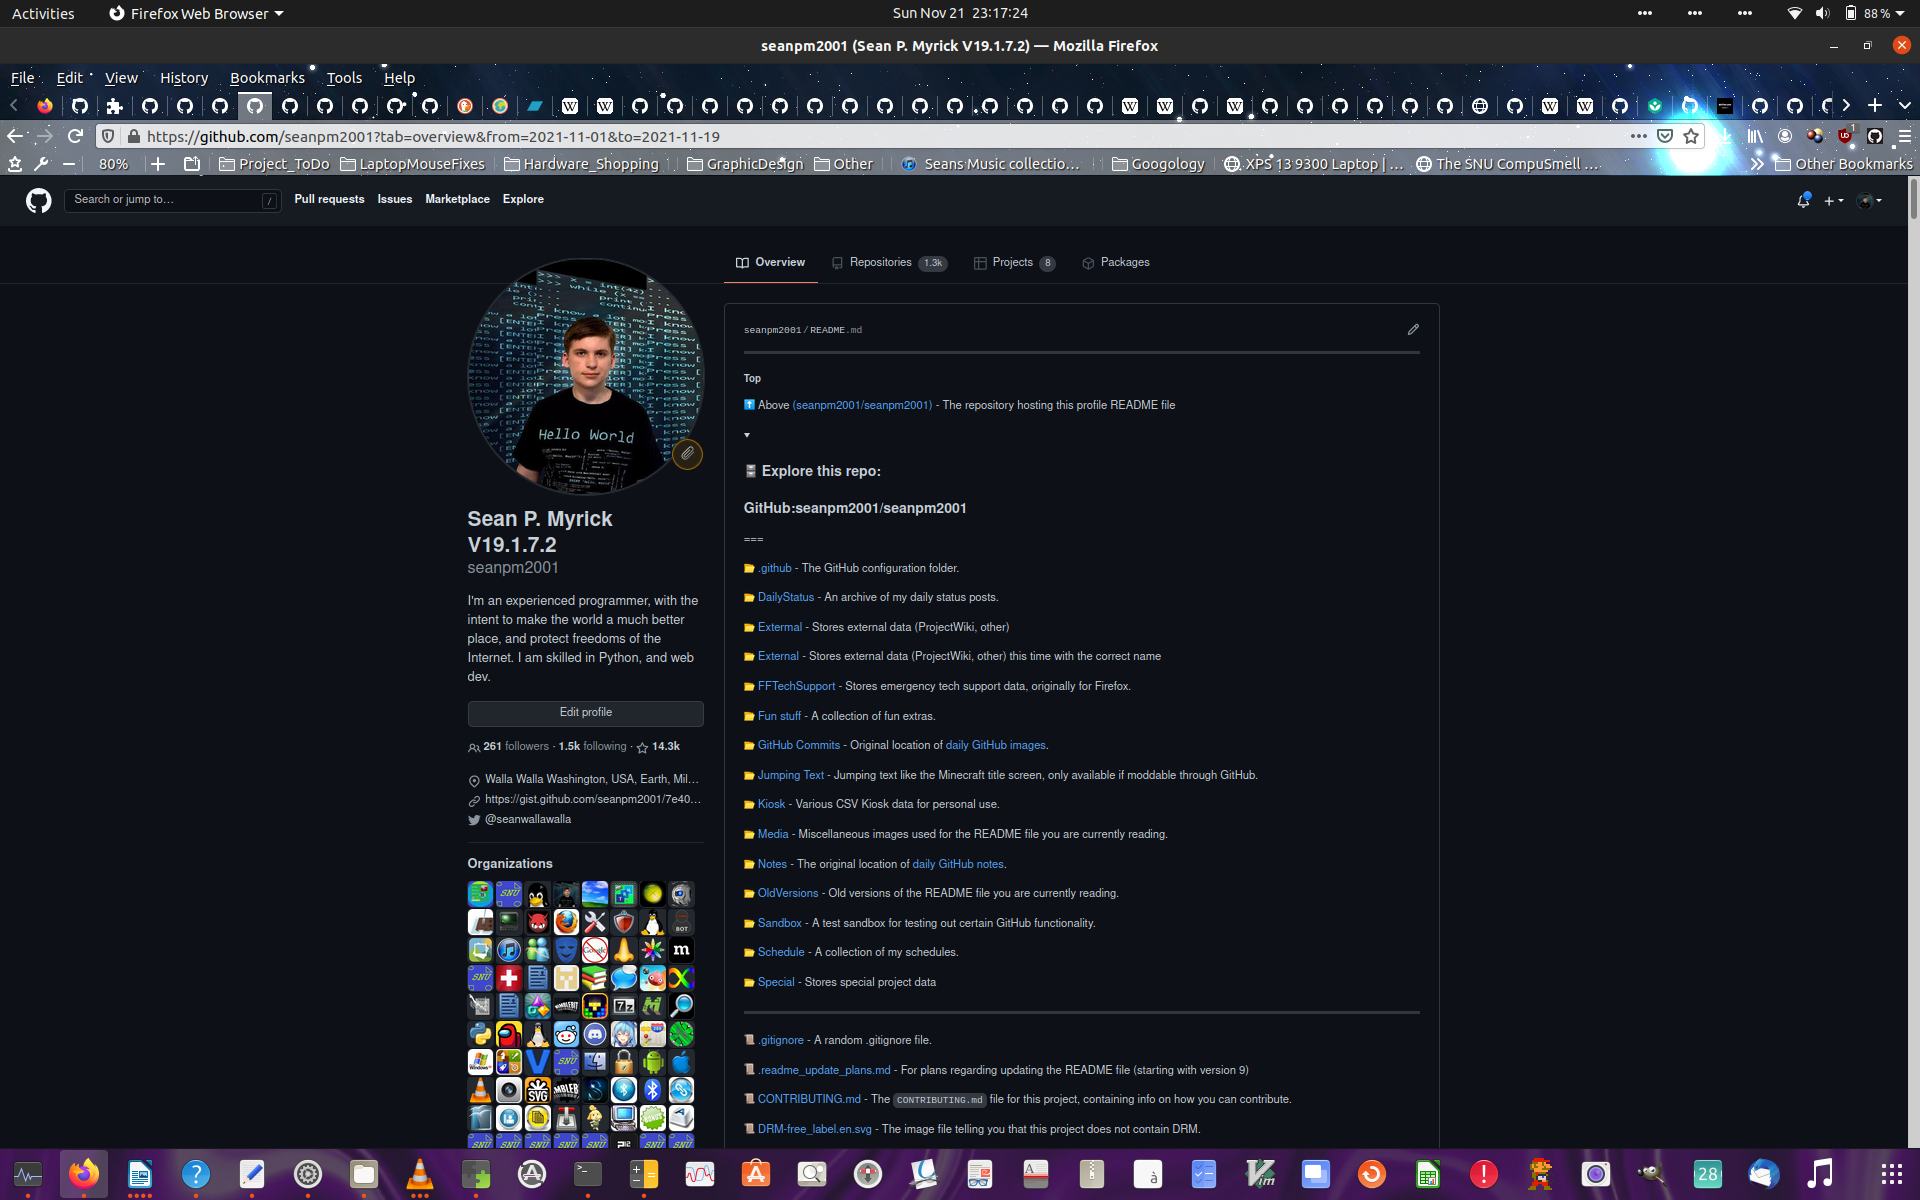 Activities
Firefox Web Browser
Sun Nov 21 23:17:24
88 %
seanpm2001 (Sean P. Myrick V19.1.7.2) — Mozilla Firefox
File Edit View History Bookmarks Tools Help
https://github.com/seanpm2001?tab=overview&from=2021-11-01&to=2021-11-19
80%
Project_ToDo
LaptopMouseFixes
Hardware_Shopping
GraphicDesign
Other
Seans Music collectio…
Googology
XPS 13 9300 Laptop | …
The SNU CompuSmell …
Other Bookmarks
Search or jump to…
/
Pull requests Issues Marketplace Explore
Overview
Repositories 1.3k
Projects 8
Packages
Hello World
Sean P. Myrick
V19.1.7.2
seanpm2001
I'm an experienced programmer, with the
intent to make the world a much better
place, and protect freedoms of the
Internet. I am skilled in Python, and web
dev.
Edit profile
261 followers · 1.5k following · 14.3k
Walla Walla Washington, USA, Earth, Mil…
https://gist.github.com/seanpm2001/7e40…
@seanwallawalla
Organizations
seanpm2001/README.md
Top
Above (seanpm2001/seanpm2001) - The repository hosting this profile README file
Explore this repo:
GitHub:seanpm2001/seanpm2001
===
.github - The GitHub configuration folder.
DailyStatus - An archive of my daily status posts.
Extermal - Stores external data (ProjectWiki, other)
External - Stores external data (ProjectWiki, other) this time with the correct name
FFTechSupport - Stores emergency tech support data, originally for Firefox.
Fun stuff - A collection of fun extras.
GitHub Commits - Original location of daily GitHub images.
Jumping Text - Jumping text like the Minecraft title screen, only available if moddable through GitHub.
Kiosk - Various CSV Kiosk data for personal use.
Media - Miscellaneous images used for the README file you are currently reading.
Notes - The original location of daily GitHub notes.
OldVersions - Old versions of the README file you are currently reading.
Sandbox - A test sandbox for testing out certain GitHub functionality.
Schedule - A collection of my schedules.
Special - Stores special project data
.gitignore - A random .gitignore file.
.readme_update_plans.md - For plans regarding updating the README file (starting with version 9)
CONTRIBUTING.md - The CONTRIBUTING.md file for this project, containing info on how you can contribute.
DRM-free_label.en.svg - The image file telling you that this project does not contain DRM.
28